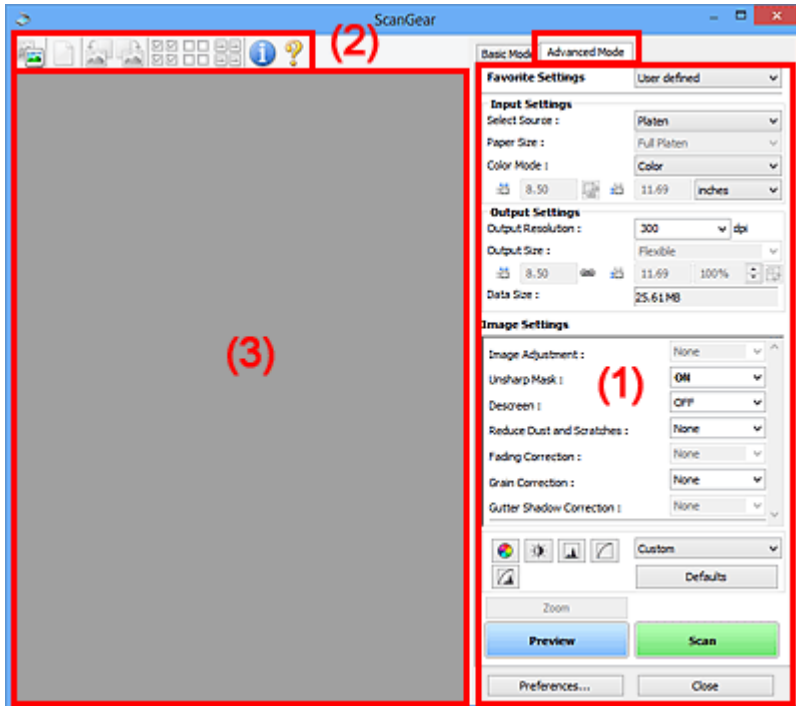 ScanGear
(2)
Basic Mode Advanced Mode
Favorite Settings User defined
Input Settings
Select Source : Platen
Paper Size : Full Platen
Color Mode : Color
8.50 11.69 inches
Output Settings
Output Resolution : 300 dpi
Output Size : Flexible
8.50 11.69 100%
Data Size : 25.61 MB
Image Settings
(3)
(1)
Image Adjustment : None
Unsharp Mask : ON
Descreen : OFF
Reduce Dust and Scratches : None
Fading Correction : None
Grain Correction : None
Gutter Shadow Correction : None
Custom
Defaults
Zoom
Preview Scan
Preferences... Close